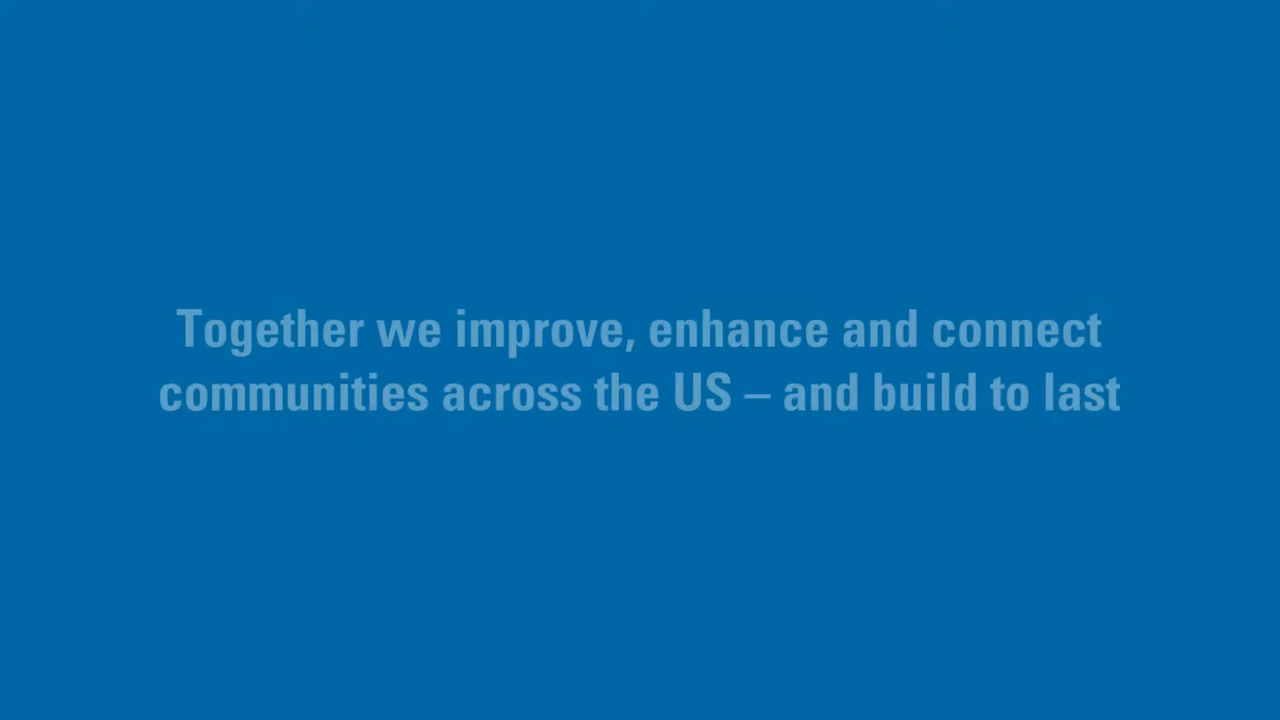 Together we improve, enhance and connect
communities across the US – and build to last